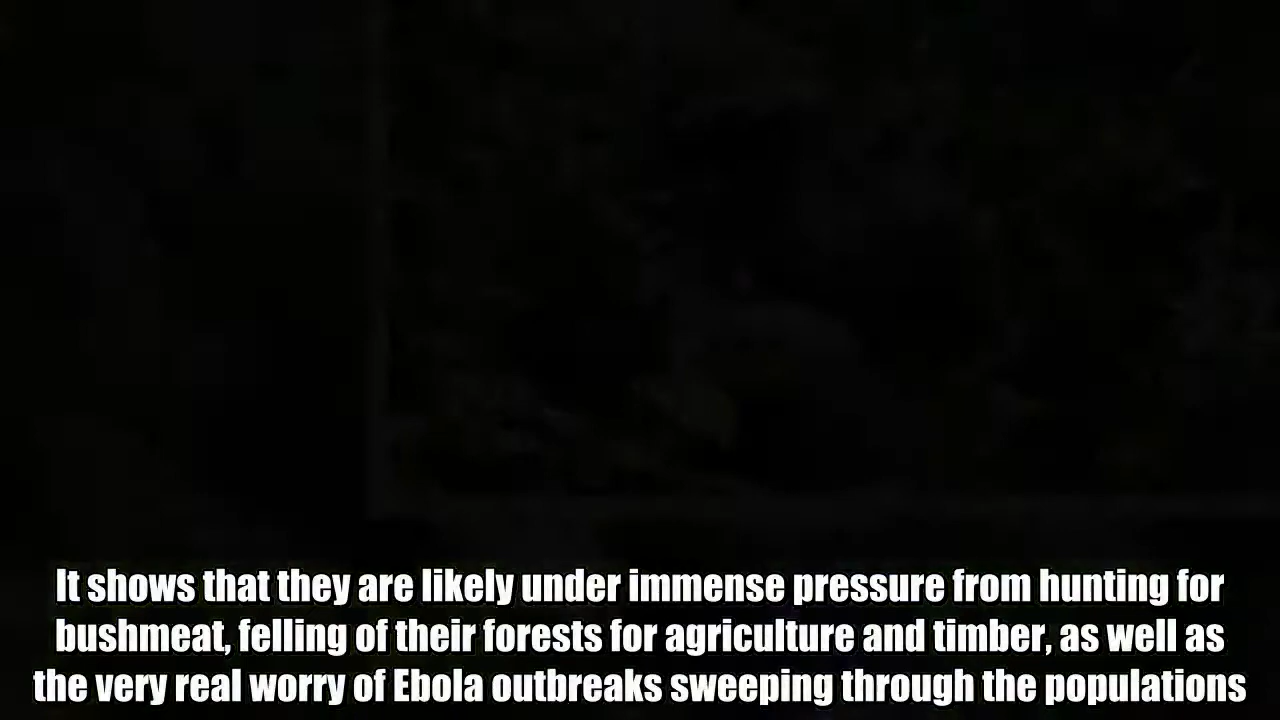 It shows that they are likely under immense pressure from hunting for
bushmeat, felling of their forests for agriculture and timber, as well as
the very real worry of Ebola outbreaks sweeping through the populations